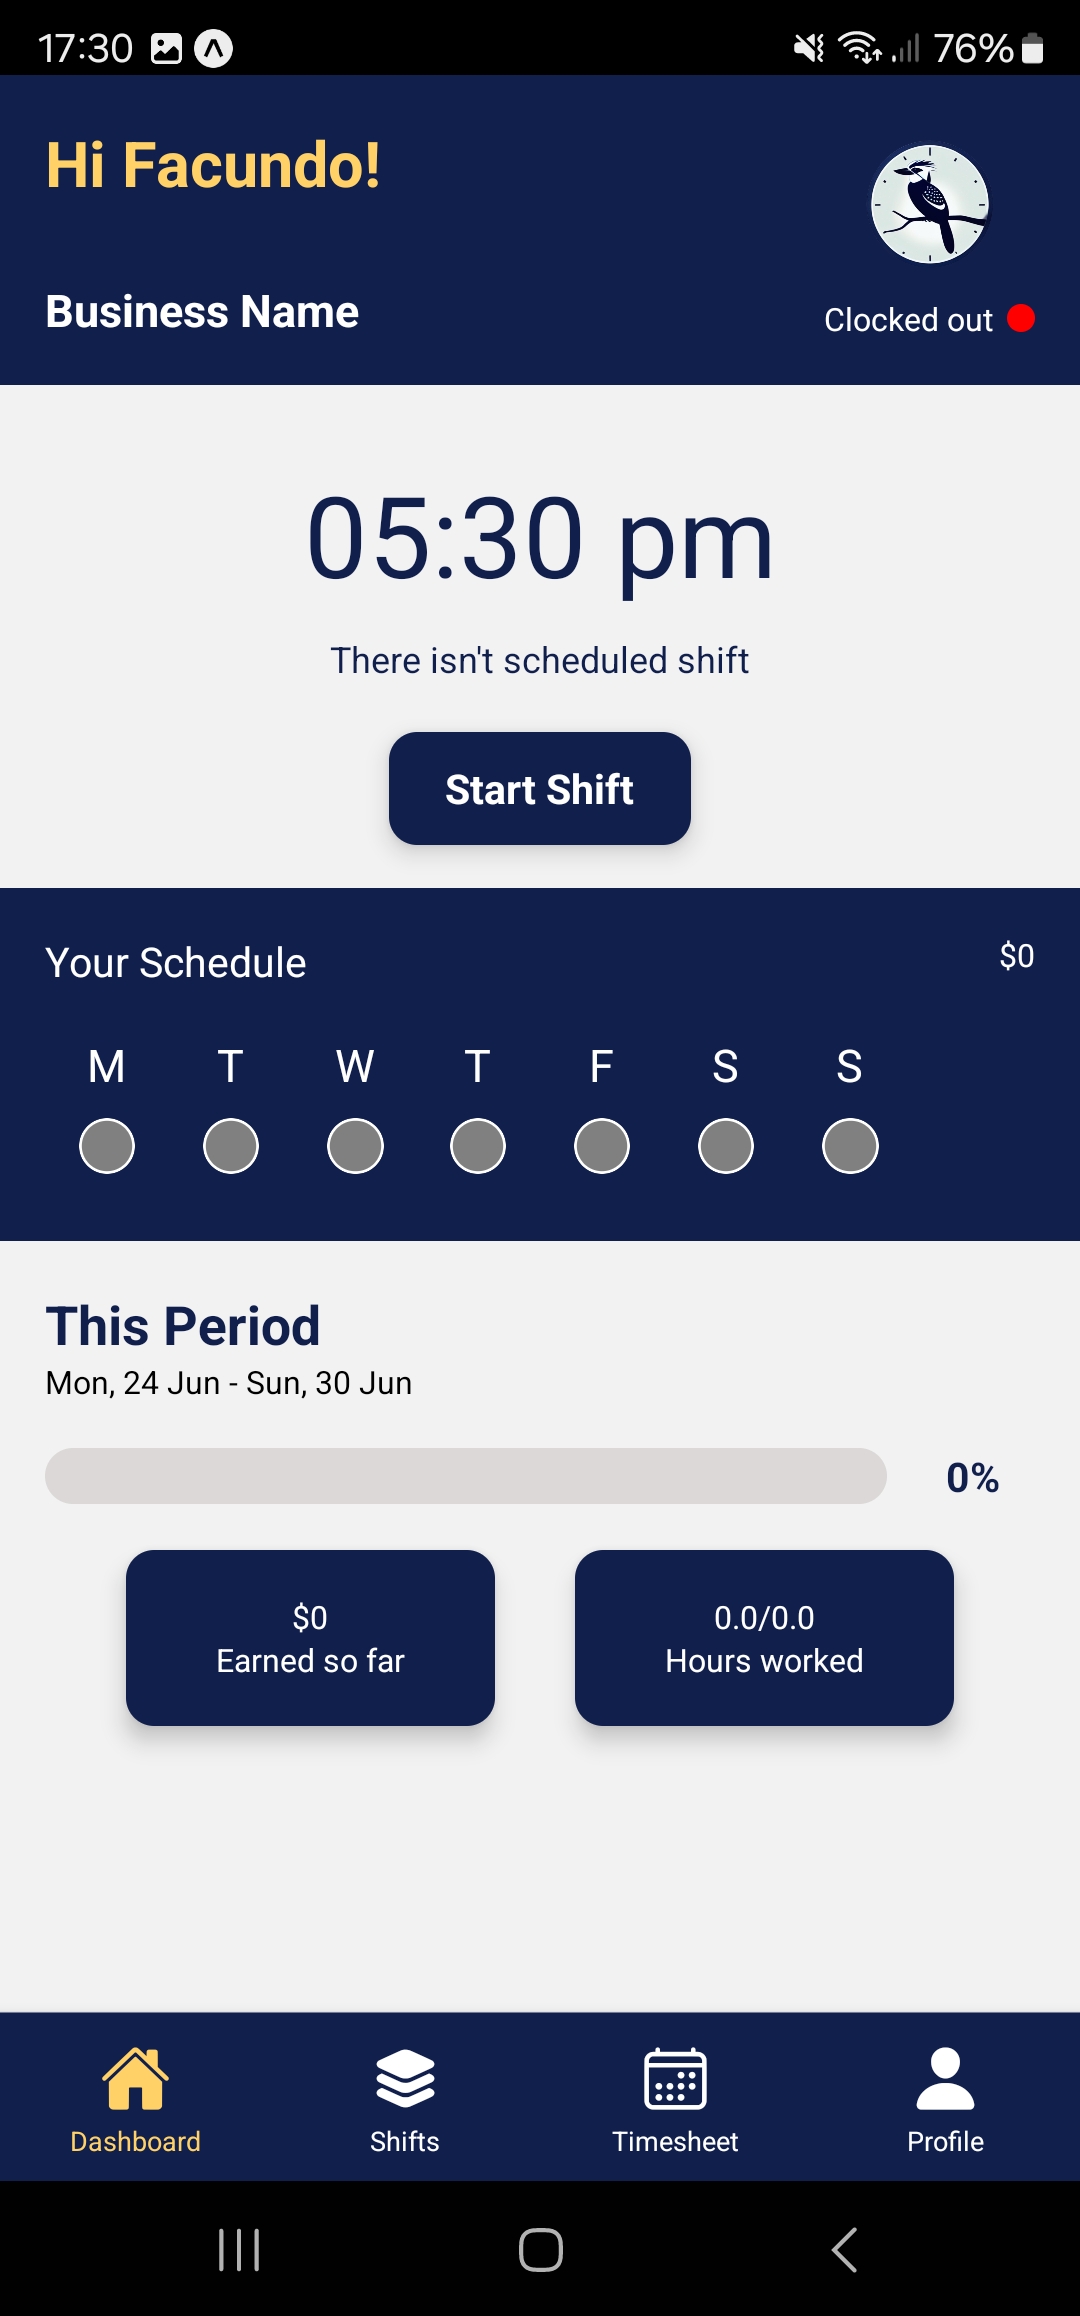 17:30
76%
Hi Facundo!
Business Name
Clocked out
05:30 pm
There isn't scheduled shift
Start Shift
Your Schedule
$0
M T W T F S S
This Period
Mon, 24 Jun - Sun, 30 Jun
0%
$0
Earned so far
0.0/0.0
Hours worked
Dashboard
Shifts
Timesheet
Profile